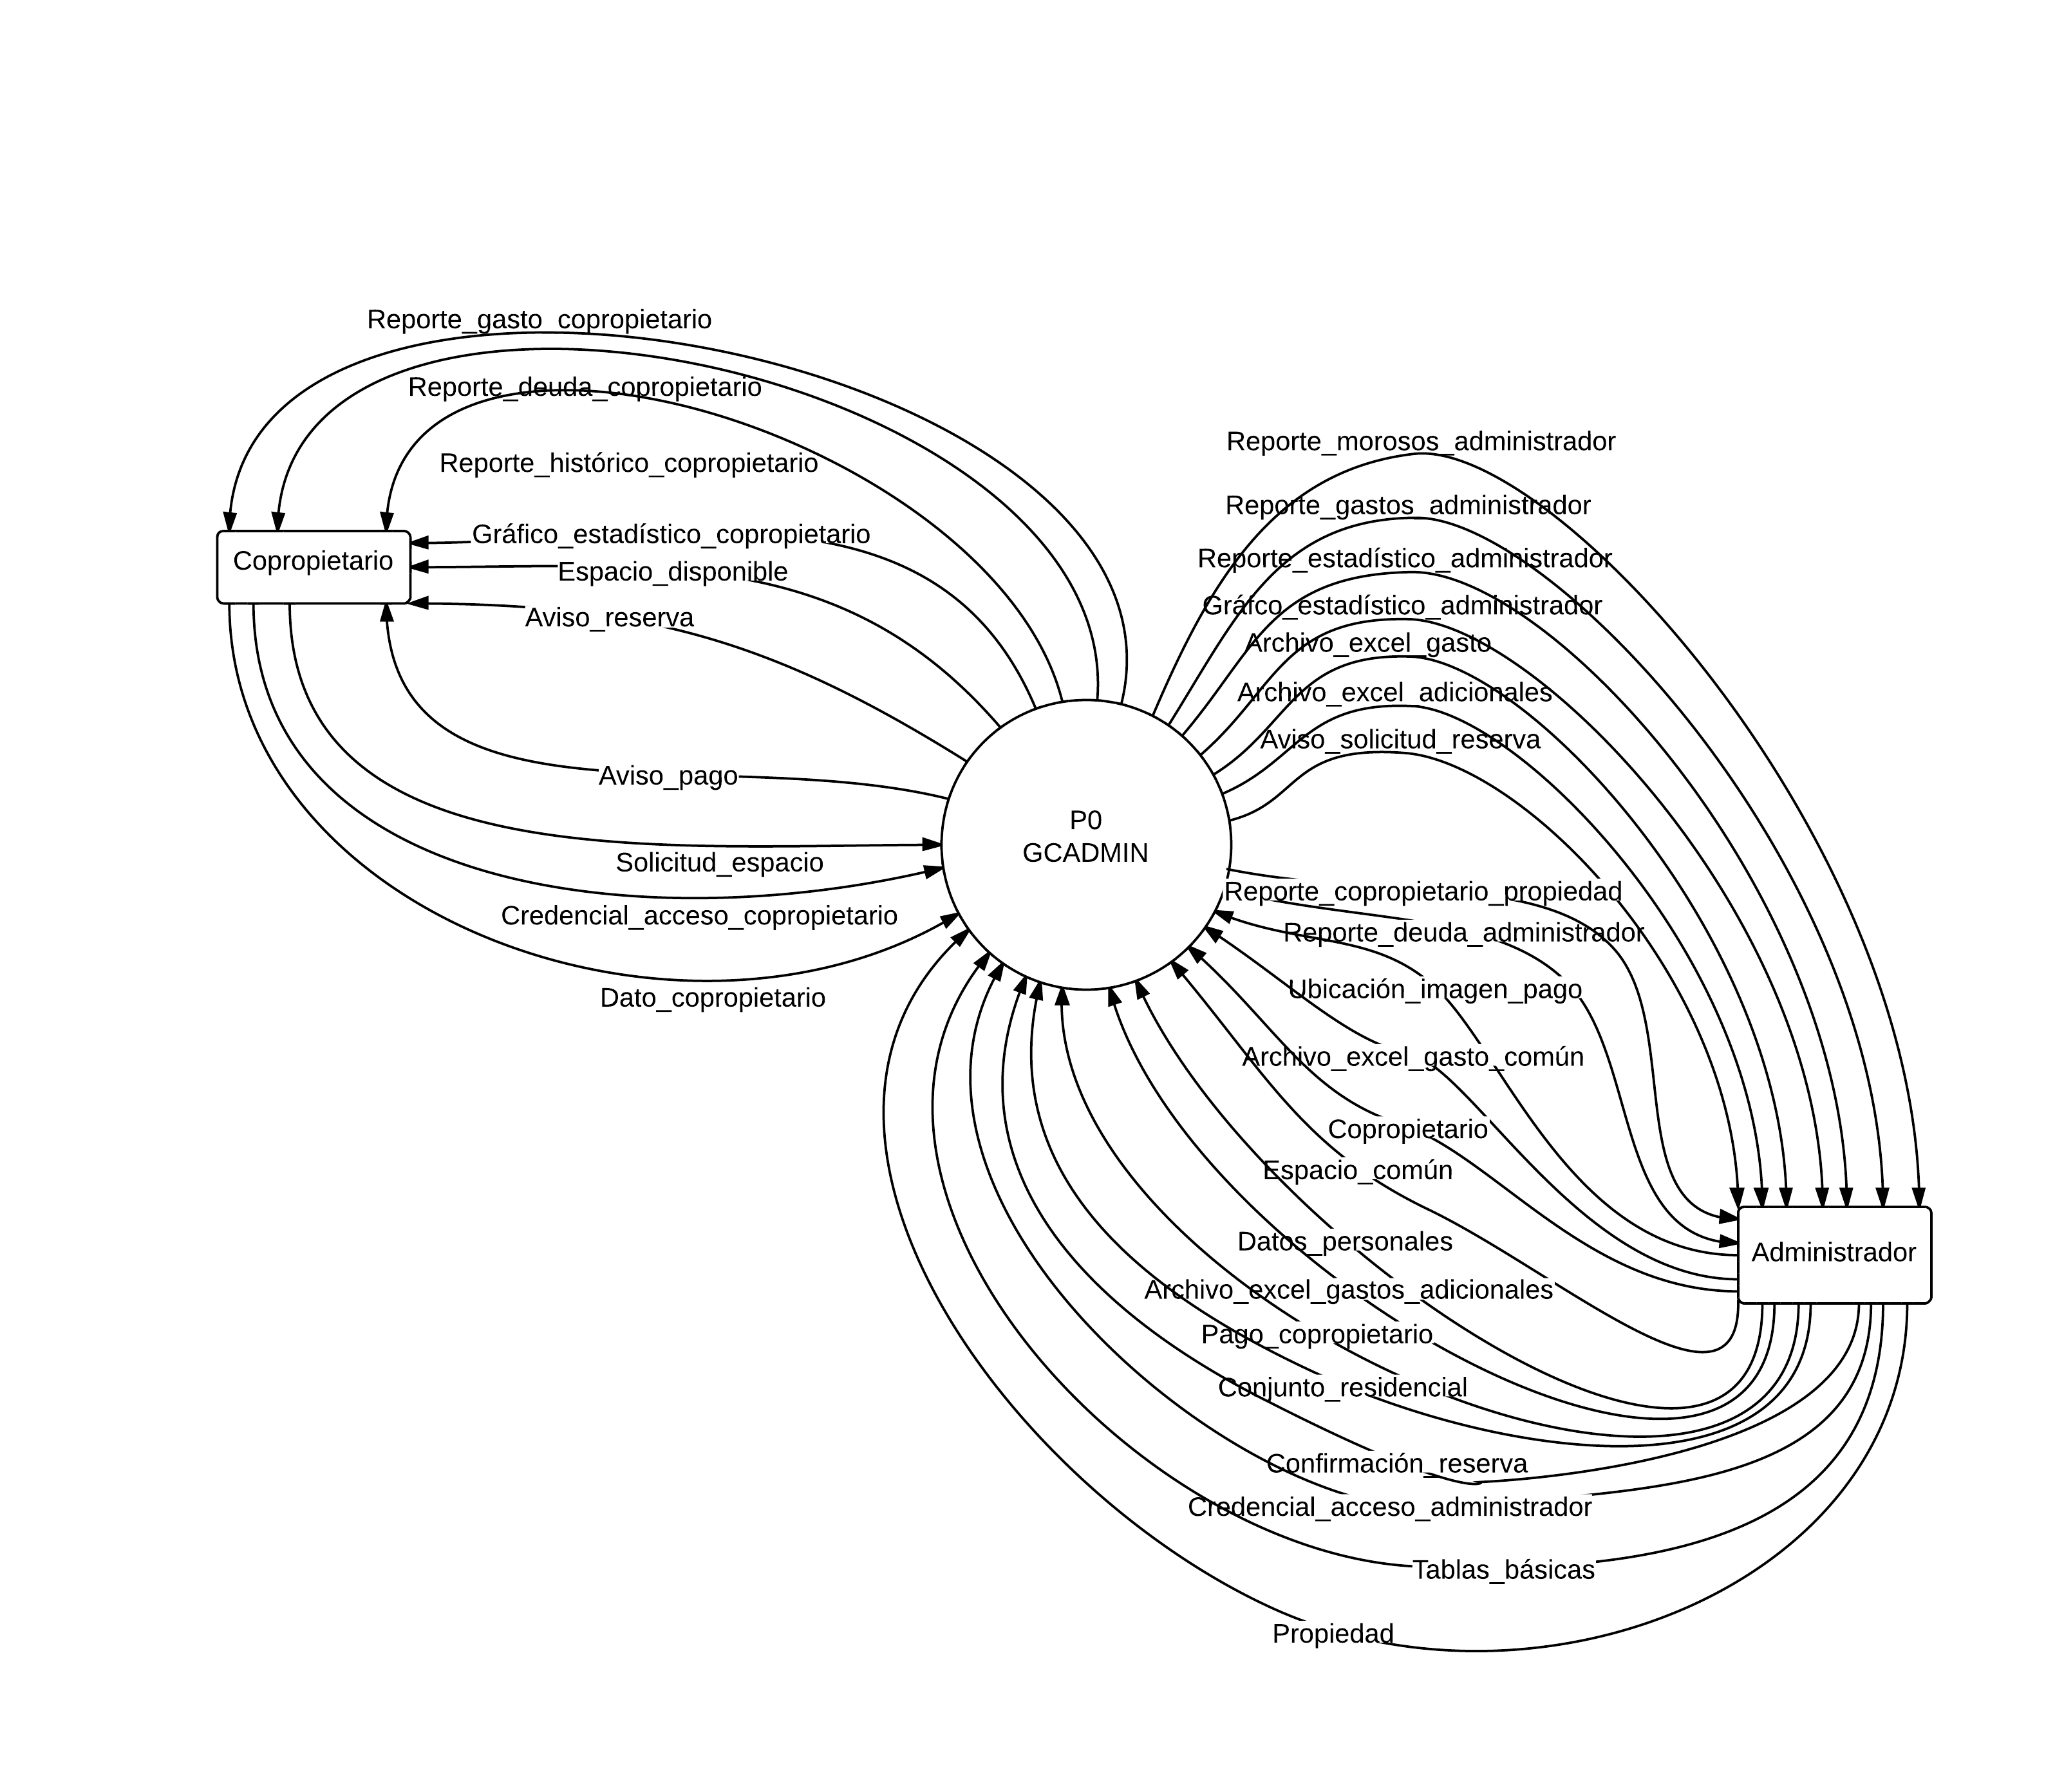 Reporte_gasto_copropietario
Reporte_deuda_copropietario
Reporte_histórico_copropietario
Gráfico_estadístico_copropietario
Copropietario
Espacio_disponible
Aviso_reserva
Aviso_pago
Solicitud_espacio
Credencial_acceso_copropietario
Dato_copropietario
P0
GCADMIN
Reporte_morosos_administrador
Reporte_gastos_administrador
Reporte_estadístico_administrador
Gráfco_estadístico_administrador
Archivo_excel_gasto
Archivo_excel_adicionales
Aviso_solicitud_reserva
Reporte_copropietario_propiedad
Reporte_deuda_administrador
Ubicación_imagen_pago
Archivo_excel_gasto_común
Copropietario
Espacio_común
Datos_personales
Administrador
Archivo_excel_gastos_adicionales
Pago_copropietario
Conjunto_residencial
Confirmación_reserva
Credencial_acceso_administrador
Tablas_básicas
Propiedad